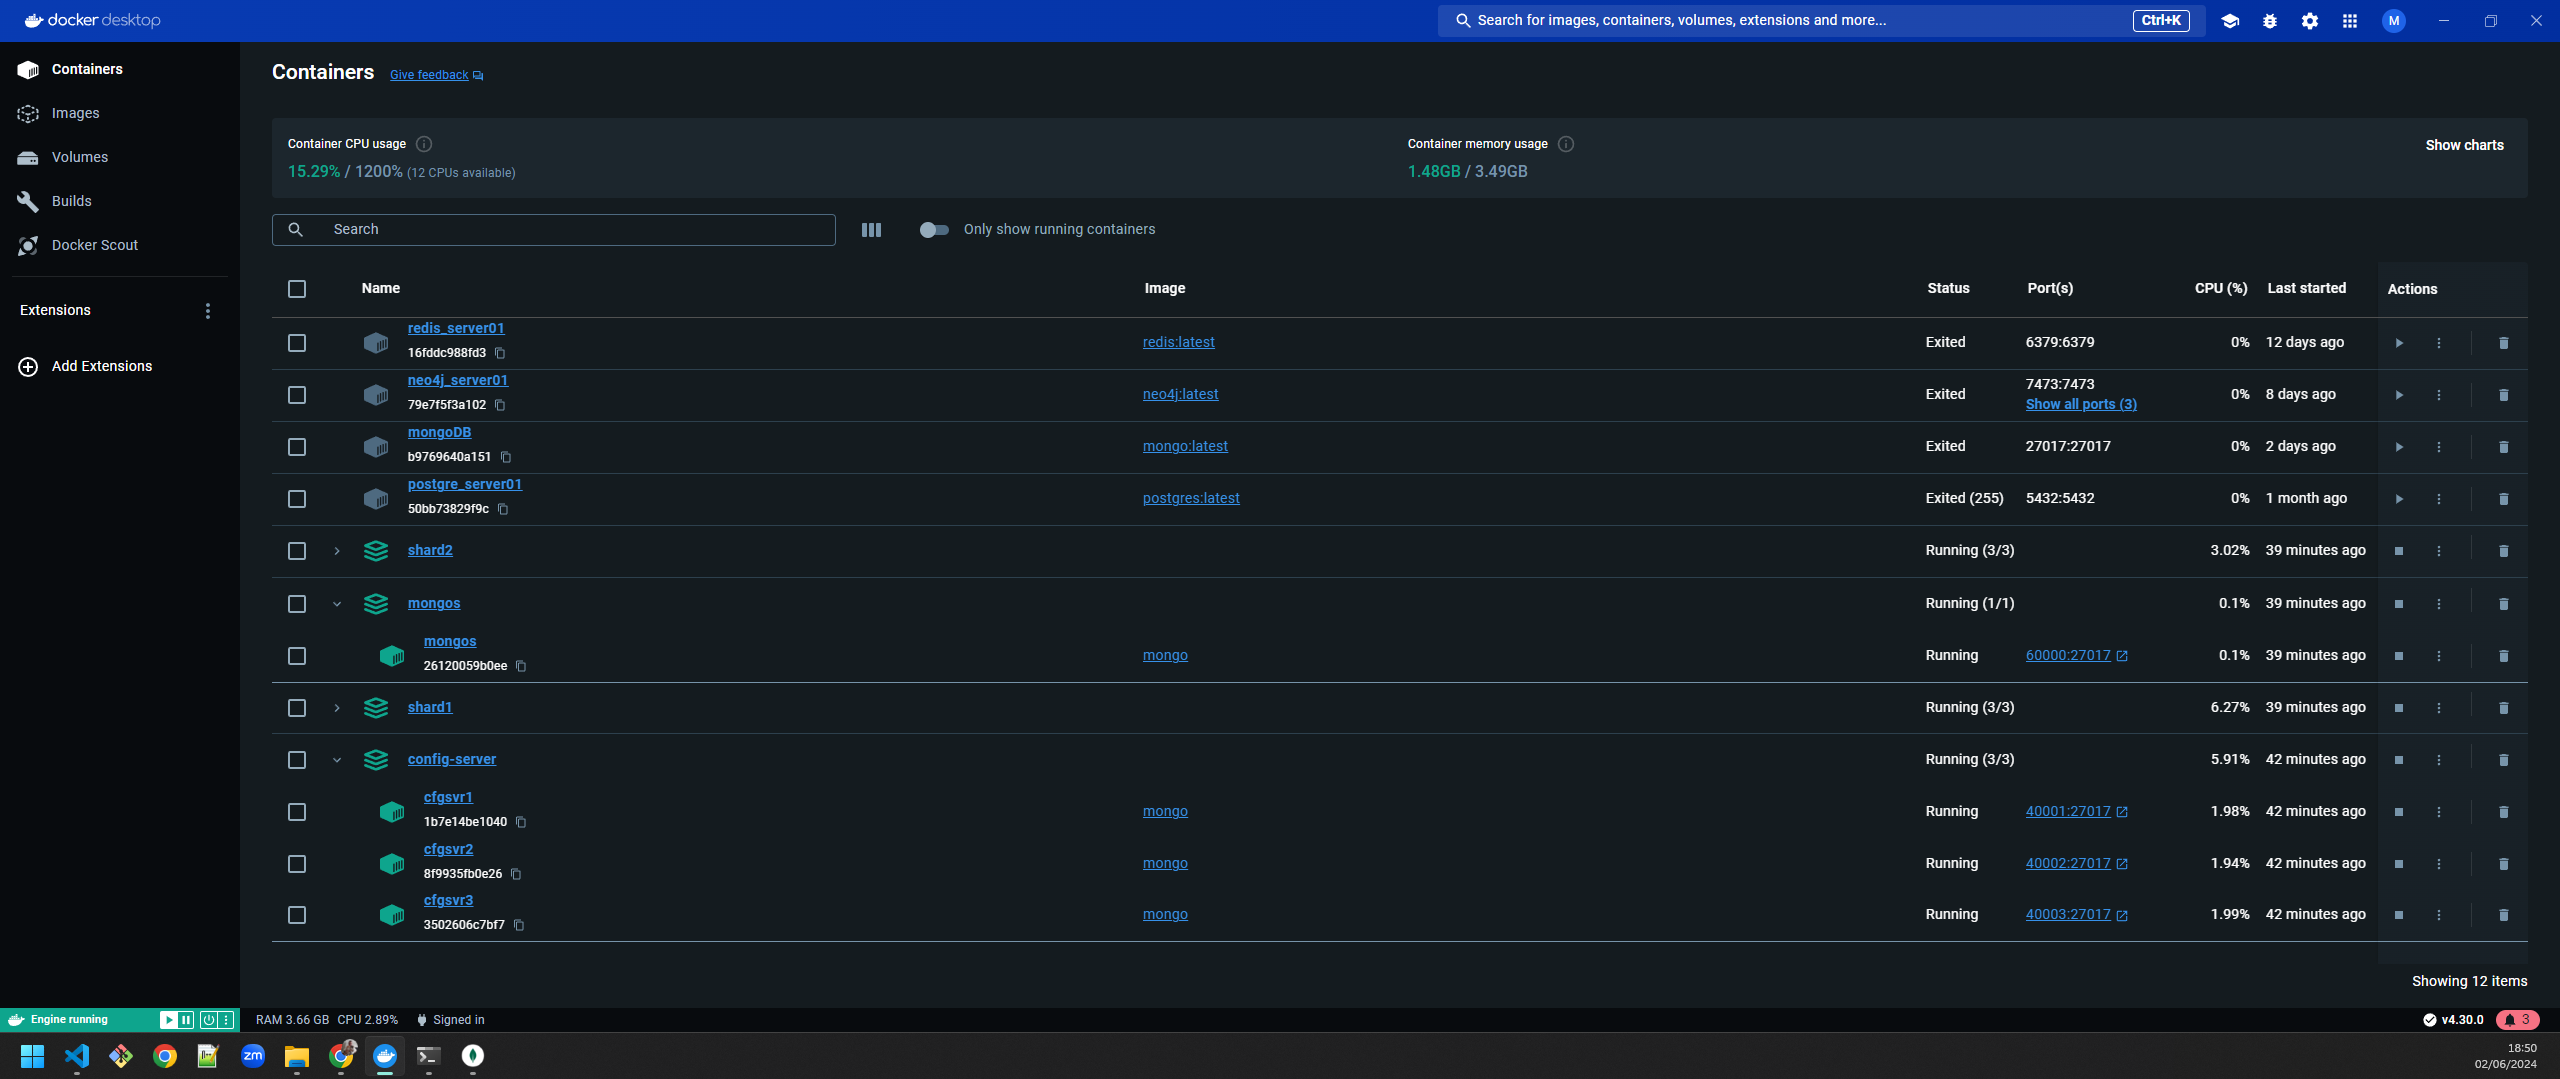 docker desktop
Search for images, containers, volumes, extensions and more...
Ctrl+K
M
Containers
Images
Volumes
Builds
Docker Scout
Extensions
Add Extensions
Containers Give feedback
Container CPU usage
15.29% / 1200% (12 CPUs available)
Container memory usage
1.48GB / 3.49GB
Show charts
Search
Only show running containers
Name Image Status Port(s) CPU (%) Last started Actions
redis_server01
16fddc988fd3
redis:latest Exited 6379:6379 0% 12 days ago
neo4j_server01
79e7f5f3a102
neo4j:latest Exited 7473:7473 0% 8 days ago
Show all ports (3)
mongoDB
b9769640a151
mongo:latest Exited 27017:27017 0% 2 days ago
postgre_server01
50bb73829f9c
postgres:latest Exited (255) 5432:5432 0% 1 month ago
shard2 Running (3/3) 3.02% 39 minutes ago
mongos Running (1/1) 0.1% 39 minutes ago
mongos
26120059b0ee
mongo Running 60000:27017 0.1% 39 minutes ago
shard1 Running (3/3) 6.27% 39 minutes ago
config-server Running (3/3) 5.91% 42 minutes ago
cfgsvr1
1b7e14be1040
mongo Running 40001:27017 1.98% 42 minutes ago
cfgsvr2
8f9935fb0e26
mongo Running 40002:27017 1.94% 42 minutes ago
cfgsvr3
3502606c7bf7
mongo Running 40003:27017 1.99% 42 minutes ago
Showing 12 items
Engine running
RAM 3.66 GB CPU 2.89% Signed in
v4.30.0
3
zm
18:50
02/06/2024